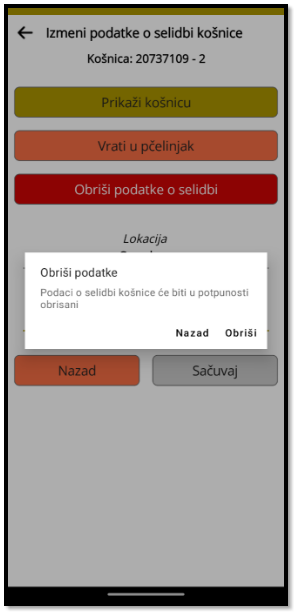 Izmeni podatke o selidbi košnice
Košnica: 20737109 - 2
Prikaži košnicu
Vrati u pčelinjak
Obriši podatke o selidbi
Lokacija
Obriši podatke
Podaci o selidbi košnice će biti u potpunosti
obrisani
Nazad Obriši
Nazad Sačuvaj